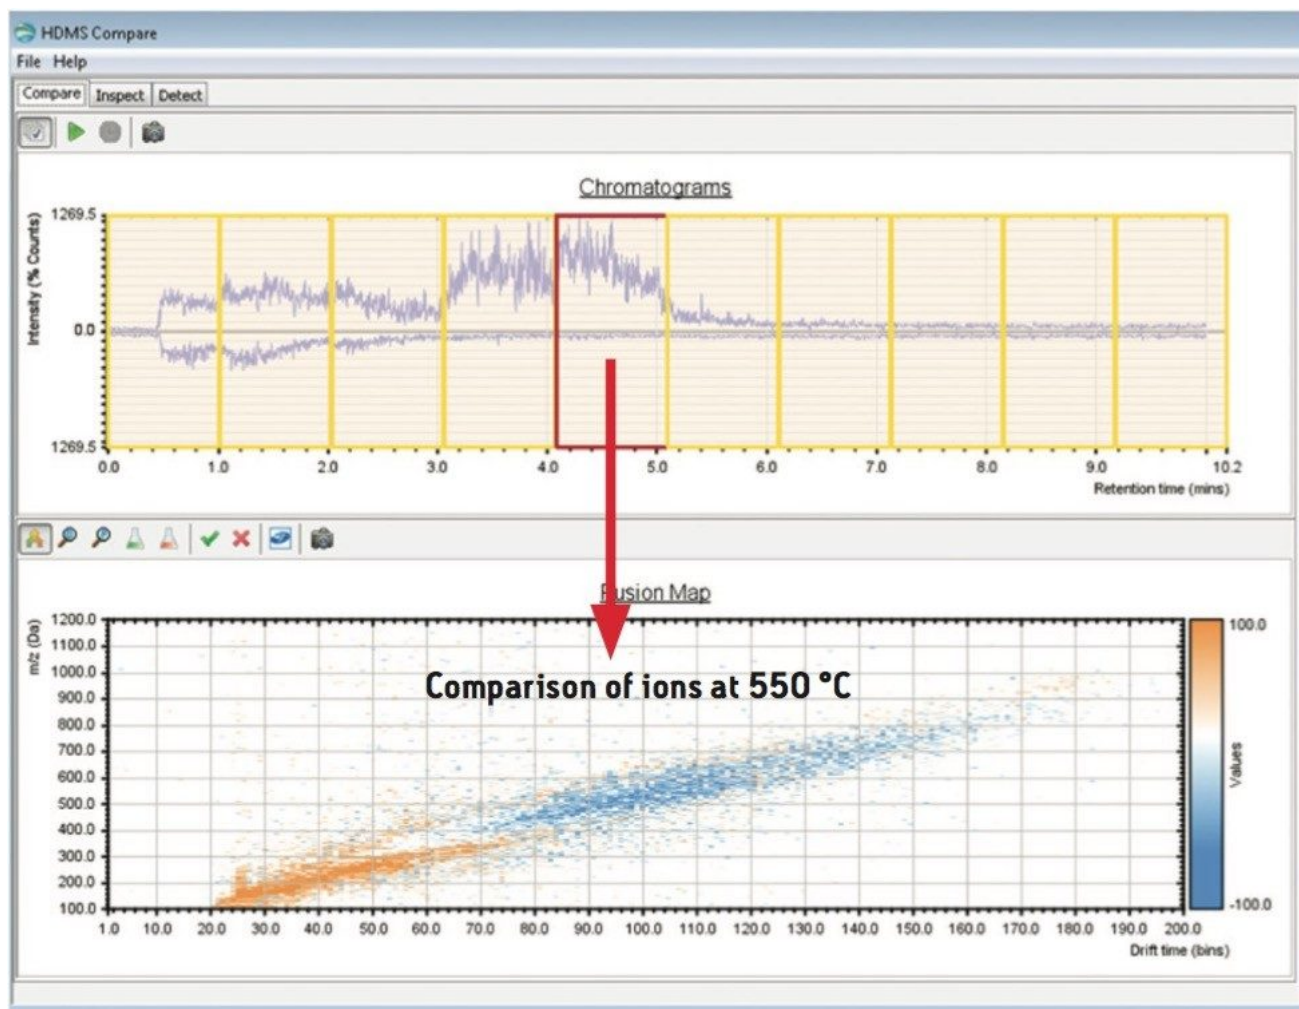 HDMS Compare
File Help
Compare Inspect Detect
Chromatograms
Intensity (% Counts)
1269.5
0.0
1269.5
0.0 1.0 2.0 3.0 4.0 5.0 6.0 7.0 8.0 9.0 10.2
Retention time (mins)
Fusion Map
m/z (Da)
1200.0
1100.0
1000.0
900.0
800.0
700.0
600.0
500.0
400.0
300.0
200.0
100.0
Comparison of ions at 550 °C
100.0
Values
-100.0
1.0 10.0 20.0 30.0 40.0 50.0 60.0 70.0 80.0 90.0 100.0 110.0 120.0 130.0 140.0 150.0 160.0 170.0 180.0 190.0 200.0
Drift time (bins)